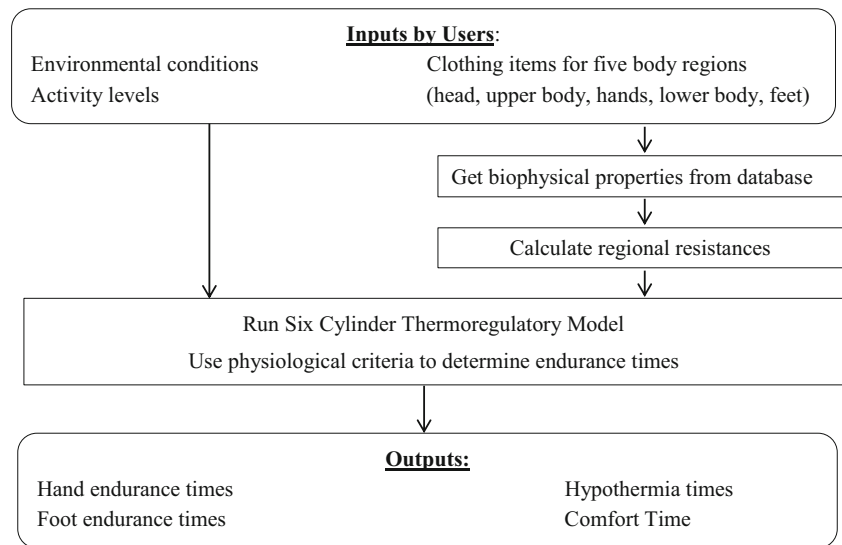 Inputs by Users:
Environmental conditions
Activity levels
Clothing items for five body regions
(head, upper body, hands, lower body, feet)
Get biophysical properties from database
Calculate regional resistances
Run Six Cylinder Thermoregulatory Model
Use physiological criteria to determine endurance times
Outputs:
Hand endurance times
Foot endurance times
Hypothermia times
Comfort Time